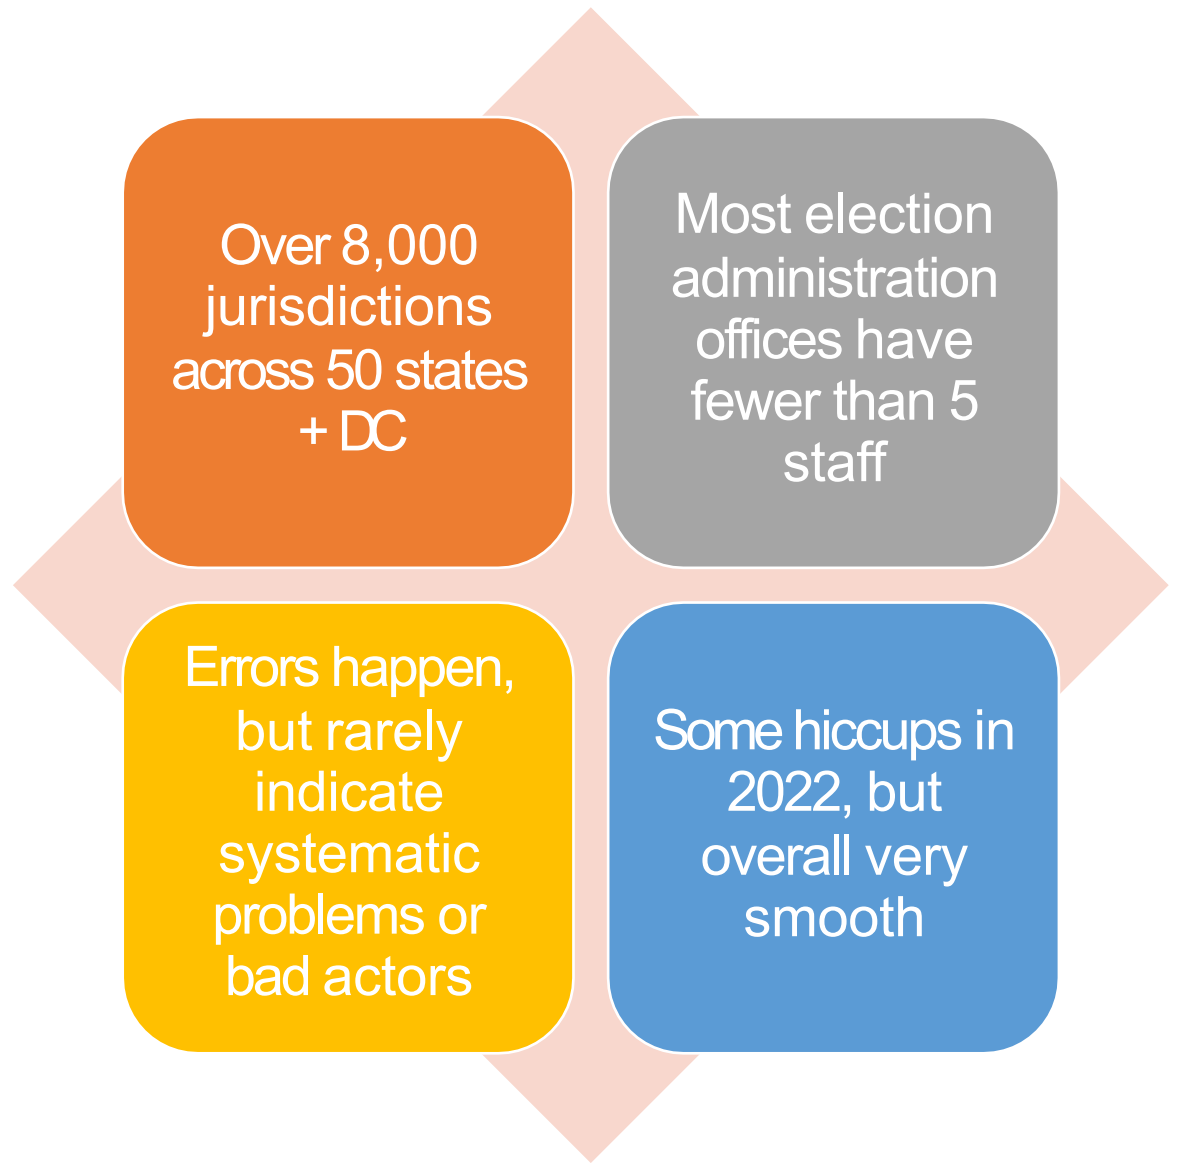 Over 8,000
jurisdictions
across 50 states
+ DC
Most election
administration
offices have
fewer than 5
staff
Errors happen,
but rarely
indicate
systematic
problems or
bad actors
Some hiccups in
2022, but
overall very
smooth